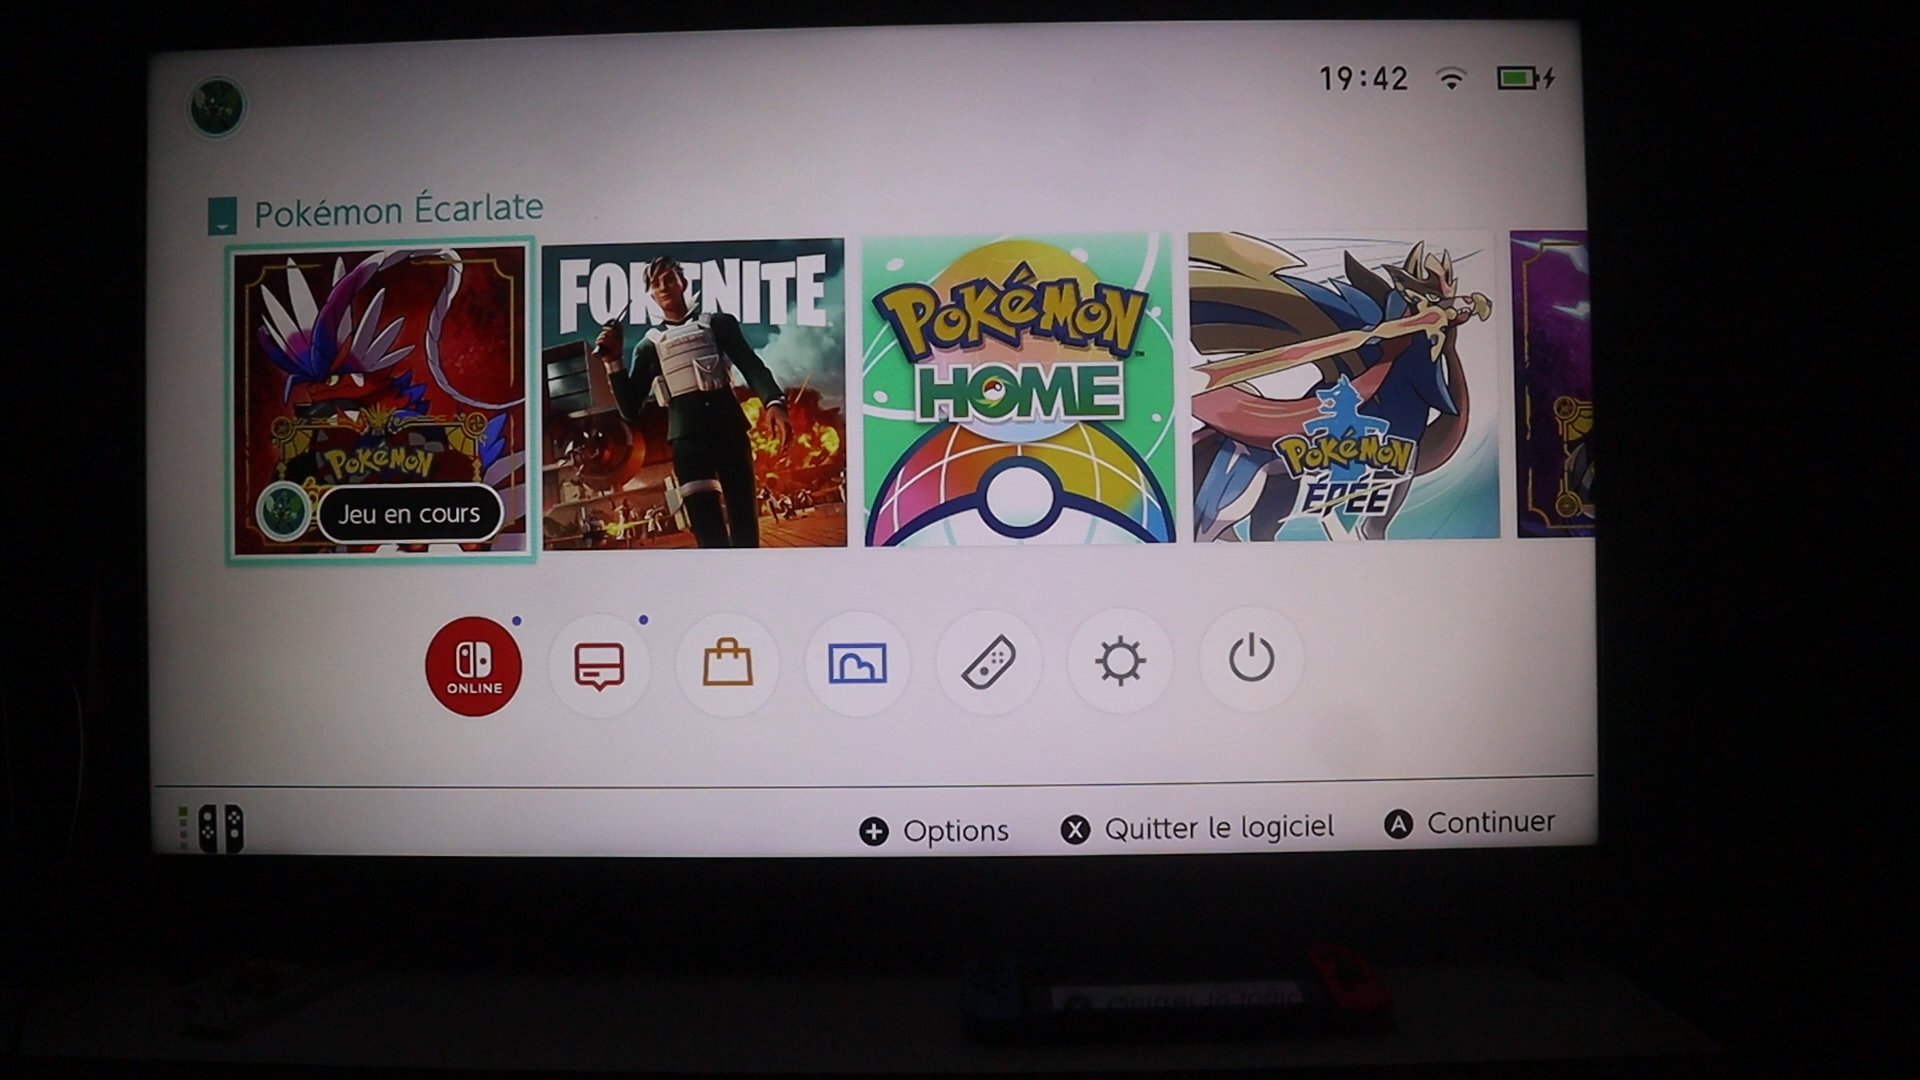 19:42
Pokémon Écarlate
POKéMON
Jeu en cours
FORTNITE
POKéMON
HOME
POKéMON
ÉPÉE
ONLINE
Options
X Quitter le logiciel
A Continuer